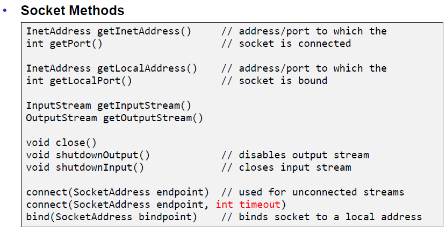 • Socket Methods
InetAddress getInetAddress() // address/port to which the
int getPort() // socket is connected
InetAddress getLocalAddress() // address/port to which the
int getLocalPort() // socket is bound
InputStream getInputStream()
OutputStream getOutputStream()
void close()
void shutdownOutput() // disables output stream
void shutdownInput() // closes input stream
connect(SocketAddress endpoint) // used for unconnected streams
connect(SocketAddress endpoint, int timeout)
bind(SocketAddress bindpoint) // binds socket to a local address